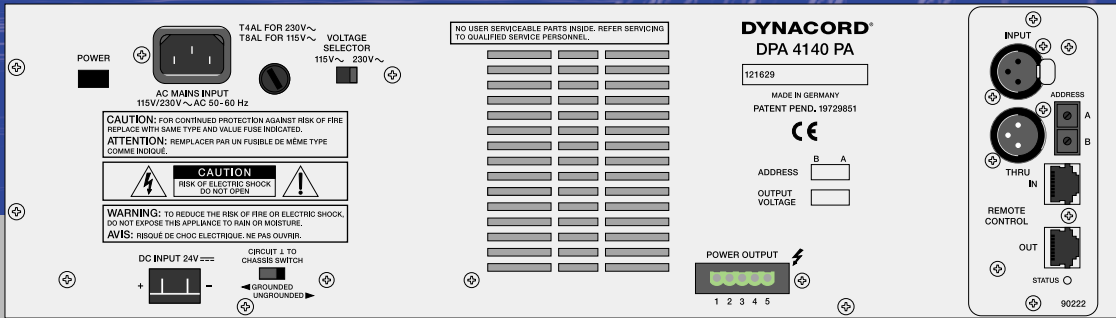 POWER
T4AL FOR 230V~
T8AL FOR 115V~
VOLTAGE
SELECTOR
115V~ 230V~
AC MAINS INPUT
115V/230V~AC 50-60 Hz
CAUTION: FOR CONTINUED PROTECTION AGAINST RISK OF FIRE
REPLACE WITH SAME TYPE AND VALUE FUSE INDICATED.
ATTENTION: REMPLACER PAR UN FUSIBLE DE MÊME TYPE
COMME INDIQUÉ.
CAUTION
RISK OF ELECTRIC SHOCK
DO NOT OPEN
WARNING: TO REDUCE THE RISK OF FIRE OR ELECTRIC SHOCK,
DO NOT EXPOSE THIS APPLIANCE TO RAIN OR MOISTURE.
AVIS: RISQUÉ DE CHOC ELECTRIQUE. NE PAS OUVRIR.
DC INPUT 24V
+ -
CIRCUIT ⊥ TO
CHASSIS SWITCH
◄GROUNDED
UNGROUNDED►
NO USER SERVICEABLE PARTS INSIDE. REFER SERVICING
TO QUALIFIED SERVICE PERSONNEL.
DYNACORD®
DPA 4140 PA
121629
MADE IN GERMANY
PATENT PEND. 19729851
CE
B A
ADDRESS
OUTPUT
VOLTAGE
POWER OUTPUT
1 2 3 4 5
INPUT
ADDRESS
A
B
THRU
IN
REMOTE
CONTROL
OUT
STATUS
90222